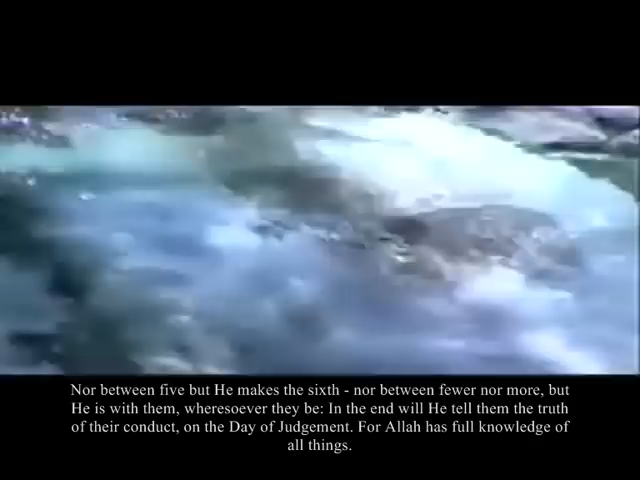 Nor between five but He makes the sixth - nor between fewer nor more, but
He is with them, wheresoever they be: In the end will He tell them the truth
of their conduct, on the Day of Judgement. For Allah has full knowledge of
all things.